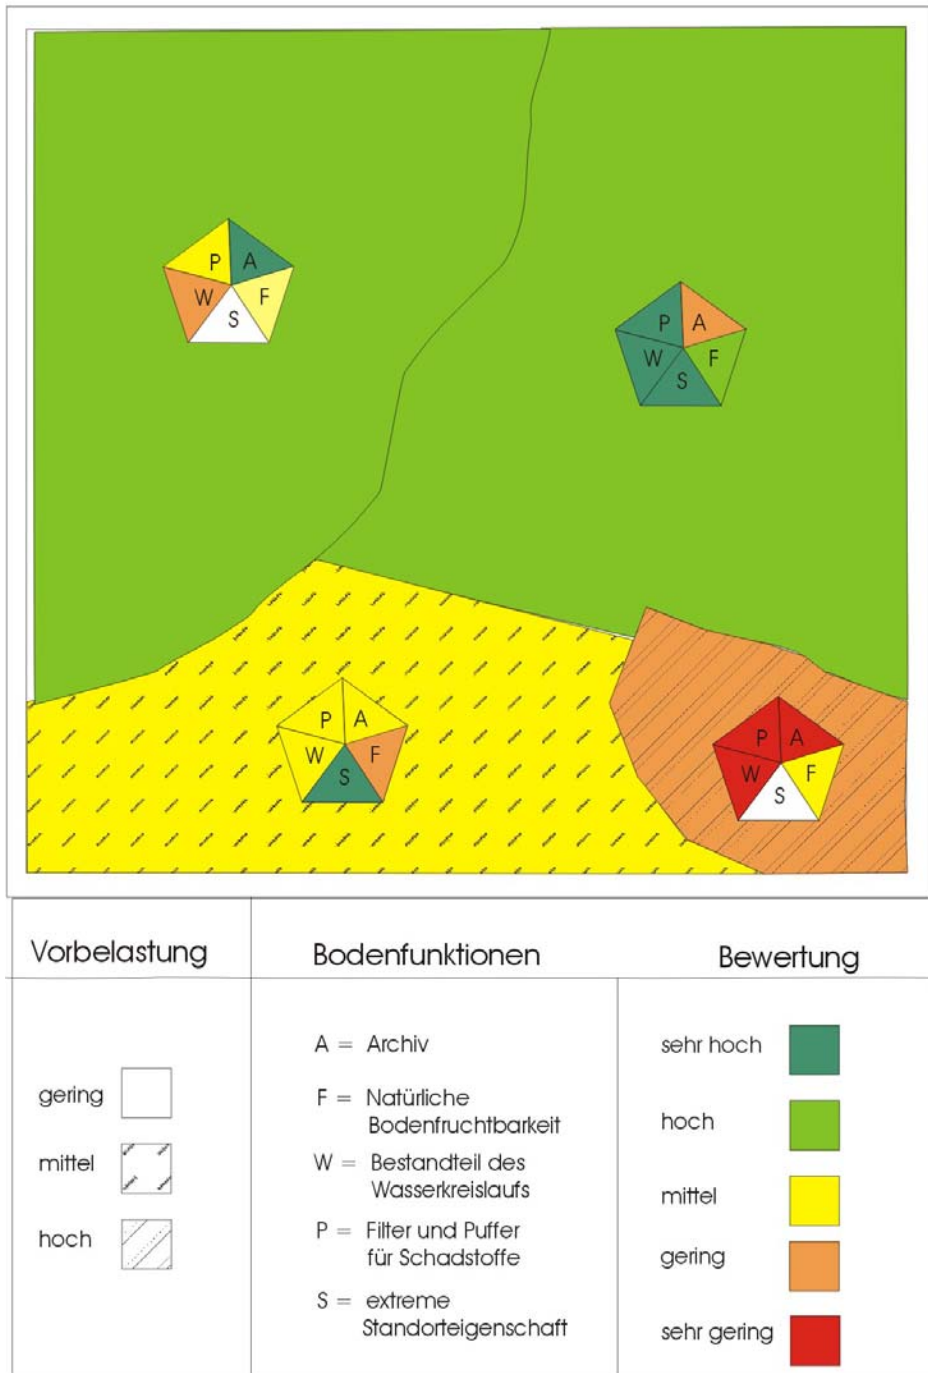 P A
W F
S
P A
W F
S
P A
W F
S
P A
W F
S
Vorbelastung
gering
mittel
hoch
Bodenfunktionen
A = Archiv
F = Natürliche
Bodenfruchtbarkeit
W = Bestandteil des
Wasserkreislaufs
P = Filter und Puffer
für Schadstoffe
S = extreme
Standorteigenschaft
Bewertung
sehr hoch
hoch
mittel
gering
sehr gering